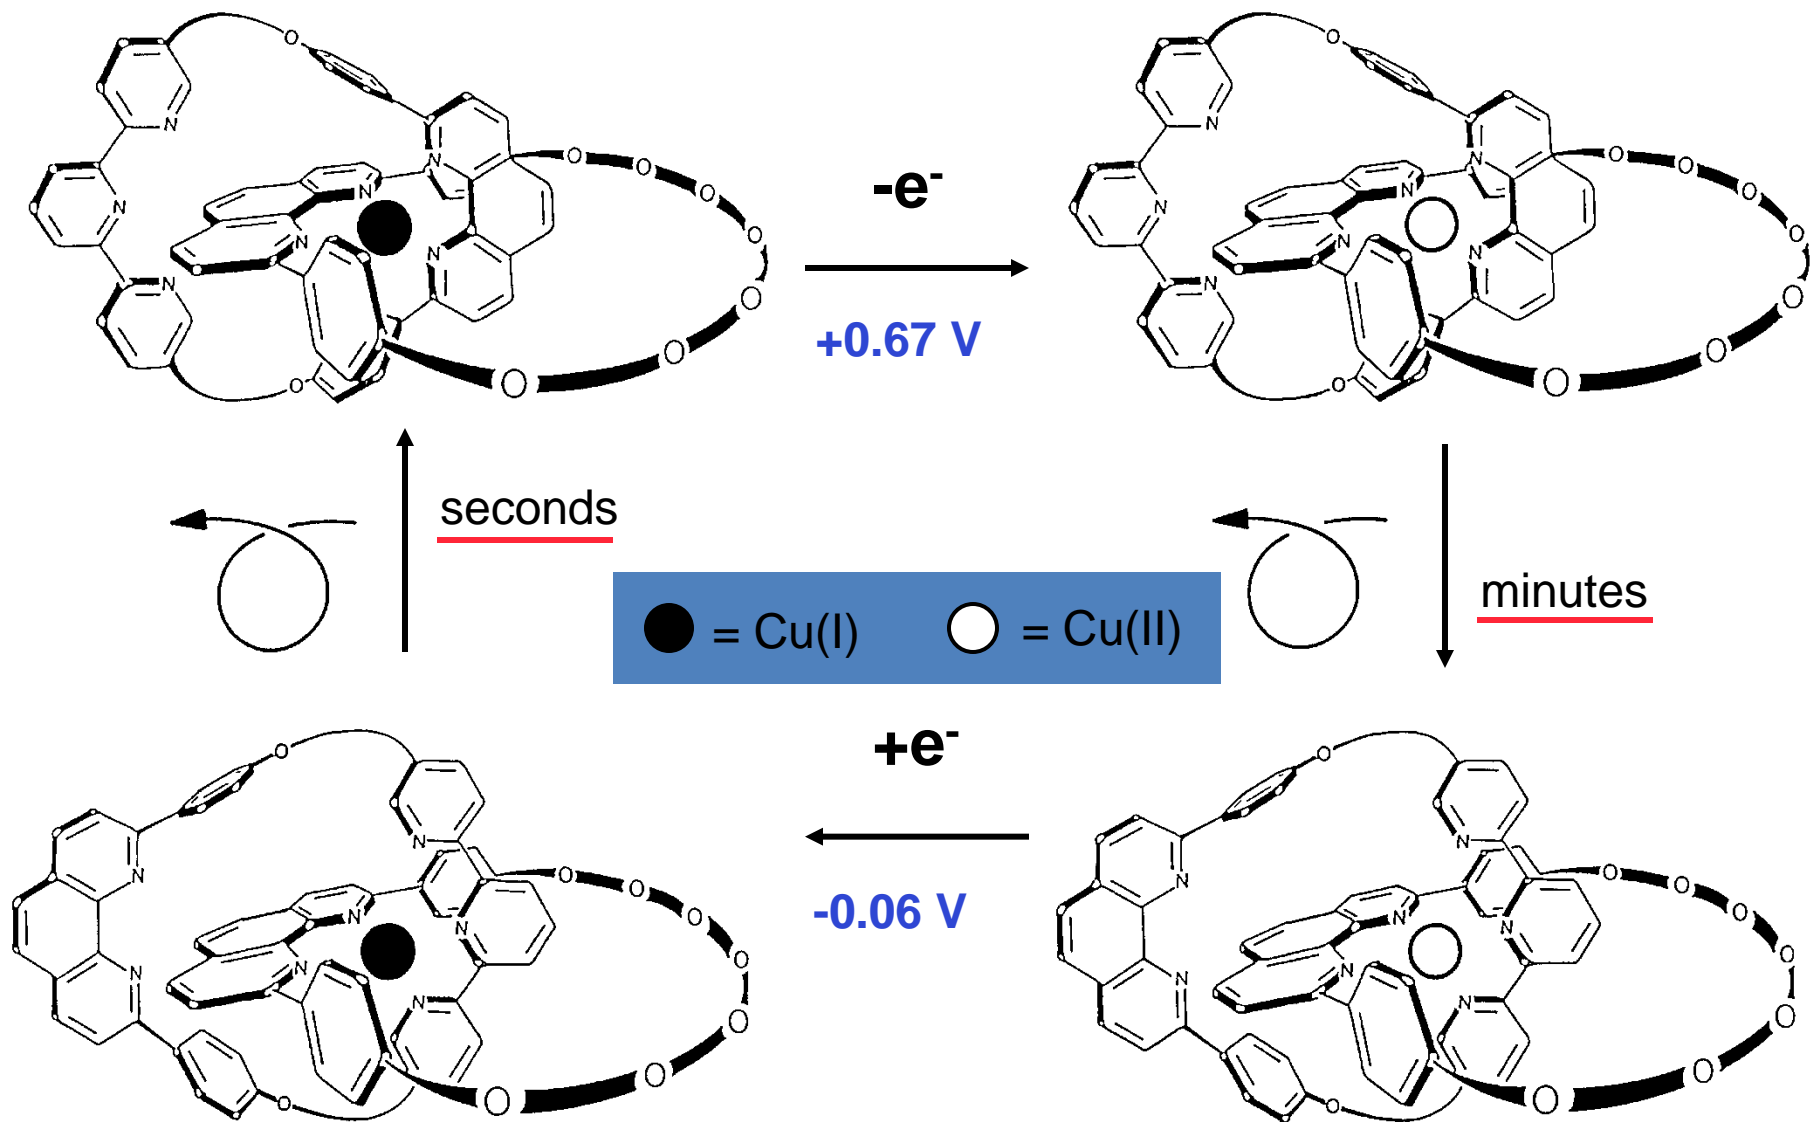 O N N O O O N N O N N N O O O O
-e-
+0.67 V
O N N O O O N N O N N N O O O O
seconds
minutes
= Cu(I)
= Cu(II)
+e-
-0.06 V
O N N O O O N N O N N N O O O O
O N N O O O N N O N N N O O O O